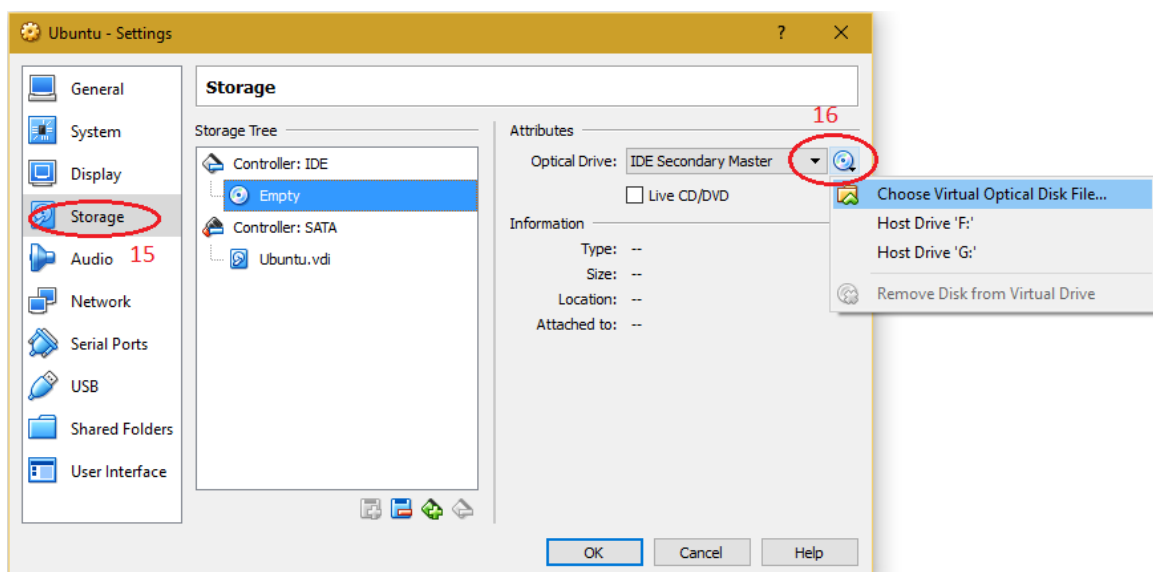 Ubuntu - Settings
?
General
System
Display
Storage
Audio
15
Network
Serial Ports
USB
Shared Folders
User Interface
Storage
Storage Tree
Controller: IDE
Empty
Controller: SATA
Ubuntu.vdi
Attributes
16
Optical Drive: IDE Secondary Master
Live CD/DVD
Information
Type: --
Size: --
Location: --
Attached to: --
Choose Virtual Optical Disk File...
Host Drive 'F:'
Host Drive 'G:'
Remove Disk from Virtual Drive
OK Cancel Help